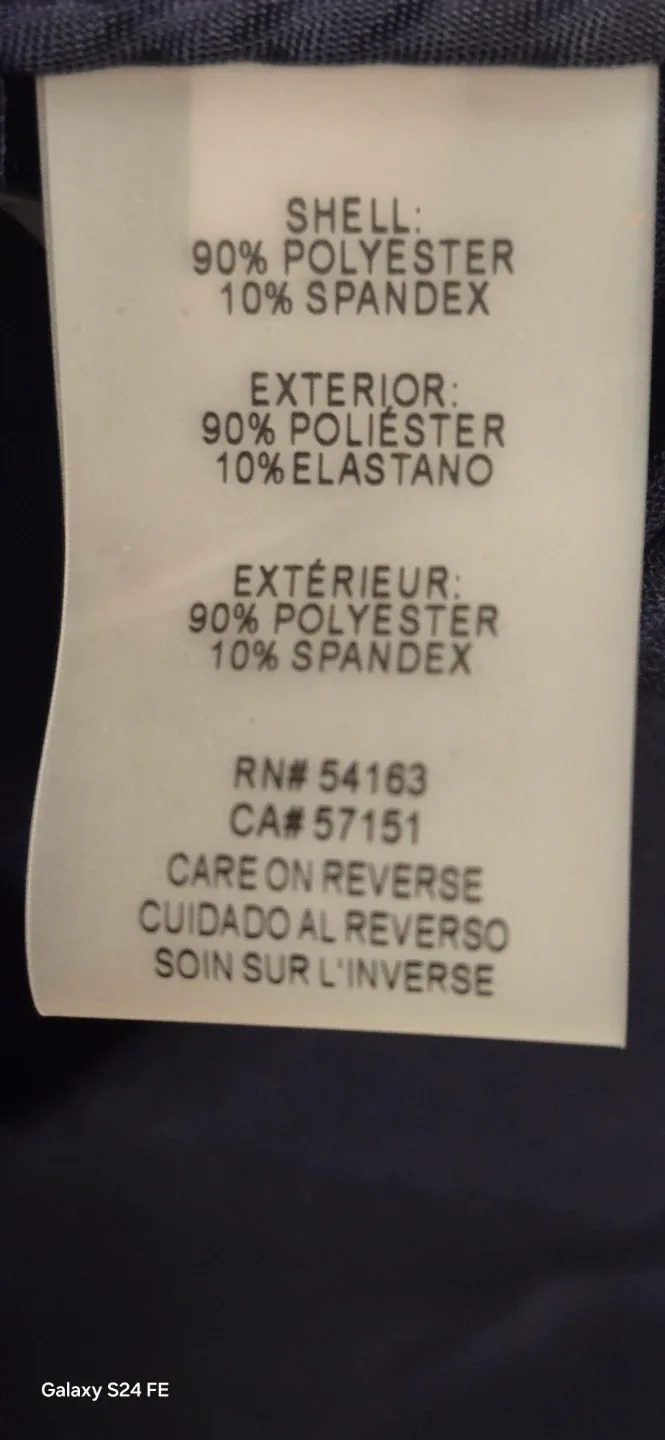 SHELL:
90% POLYESTER
10% SPANDEX
EXTERIOR:
90% POLIÉSTER
10% ELASTANO
EXTÉRIEUR:
90% POLYESTER
10% SPANDEX
RN# 54163
CA# 57151
CARE ON REVERSE
CUIDADO AL REVERSO
SOIN SUR L'INVERSE
Galaxy S24 FE